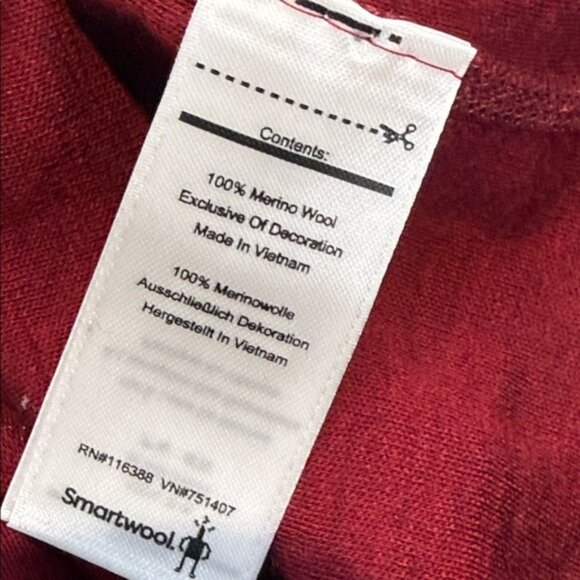 Contents:
100% Merino Wool
Exclusive Of Decoration
Made In Vietnam
100% Merinowolle
Ausschließlich Dekoration
Hergestellt In Vietnam
RN#116388 VN#751407
Smartwool